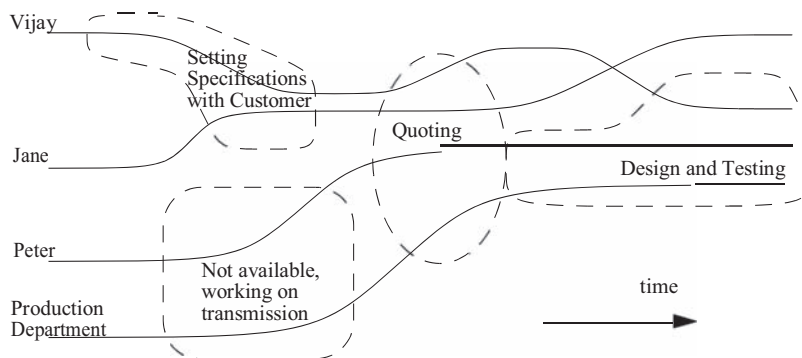 Vijay
Setting
Specifications
with Customer
Quoting
Jane
Design and Testing
Peter
Not available,
working on
transmission
time
Production
Department